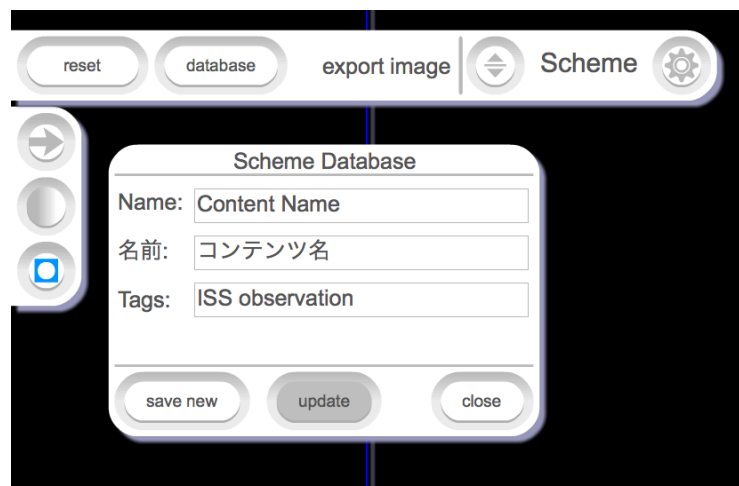 reset database export image Scheme
Scheme Database
Name: Content Name
名前: コンテンツ名
Tags: ISS observation
save new update close